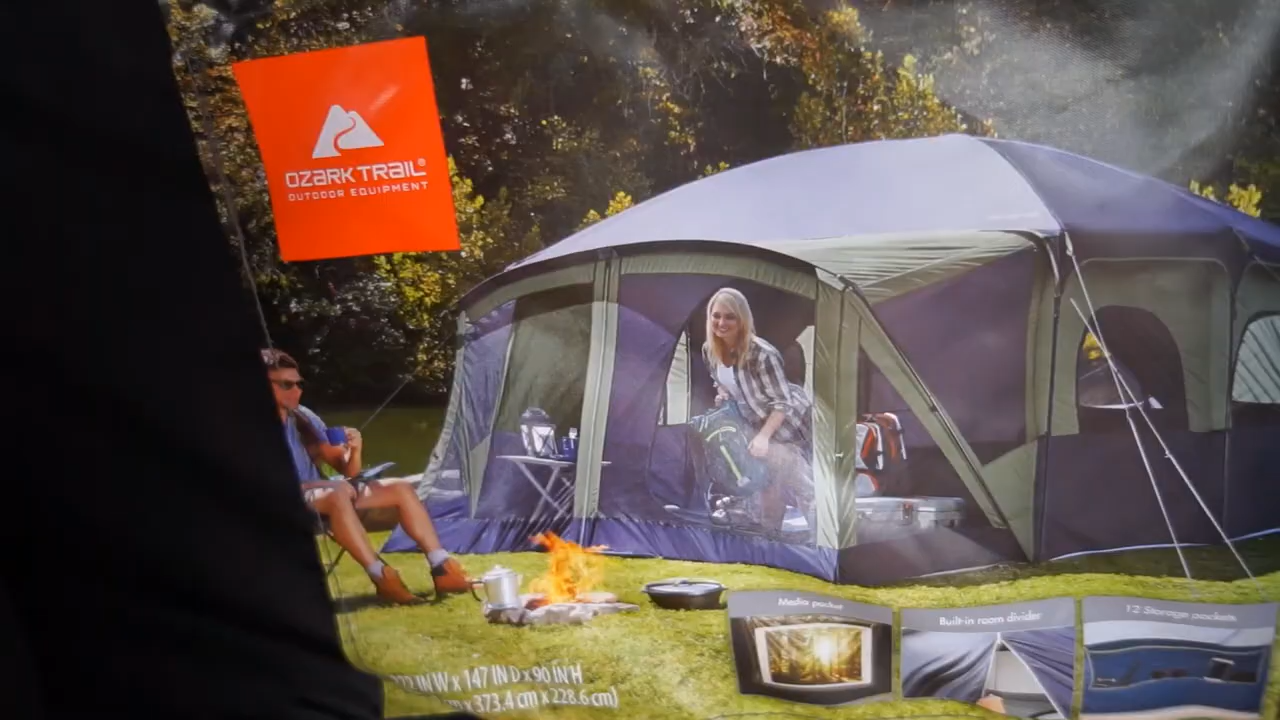 OZARK TRAIL®
OUTDOOR EQUIPMENT
Media pocket
Built-in room divider
12 Storage pockets
IN W x 147 IN D x 90 IN H
x 373.4 cm x 228.6 cm)